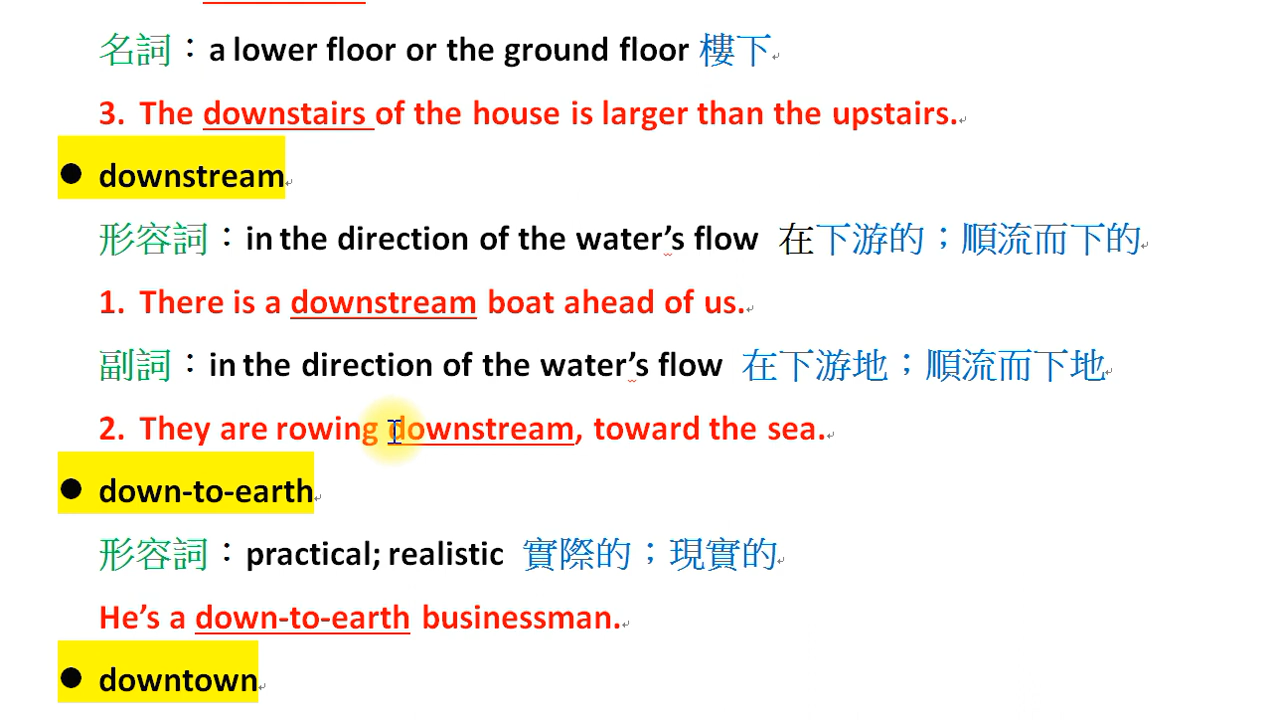 名詞：a lower floor or the ground floor 樓下
3. The downstairs of the house is larger than the upstairs.
● downstream
形容詞：in the direction of the water’s flow 在下游的；順流而下的
1. There is a downstream boat ahead of us.
副詞：in the direction of the water’s flow 在下游地；順流而下地
2. They are rowing downstream, toward the sea.
● down-to-earth
形容詞：practical; realistic 實際的；現實的
He’s a down-to-earth businessman.
● downtown